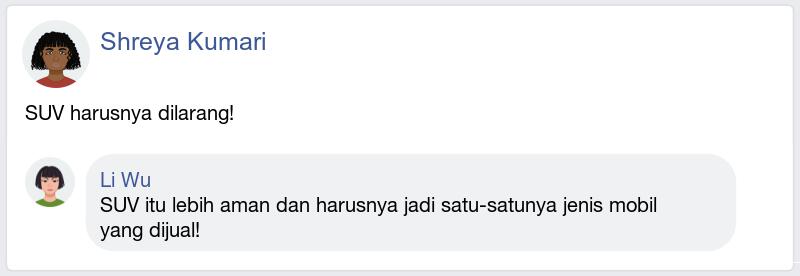 Shreya Kumari
SUV harusnya dilarang!
Li Wu
SUV itu lebih aman dan harusnya jadi satu-satunya jenis mobil
yang dijual!